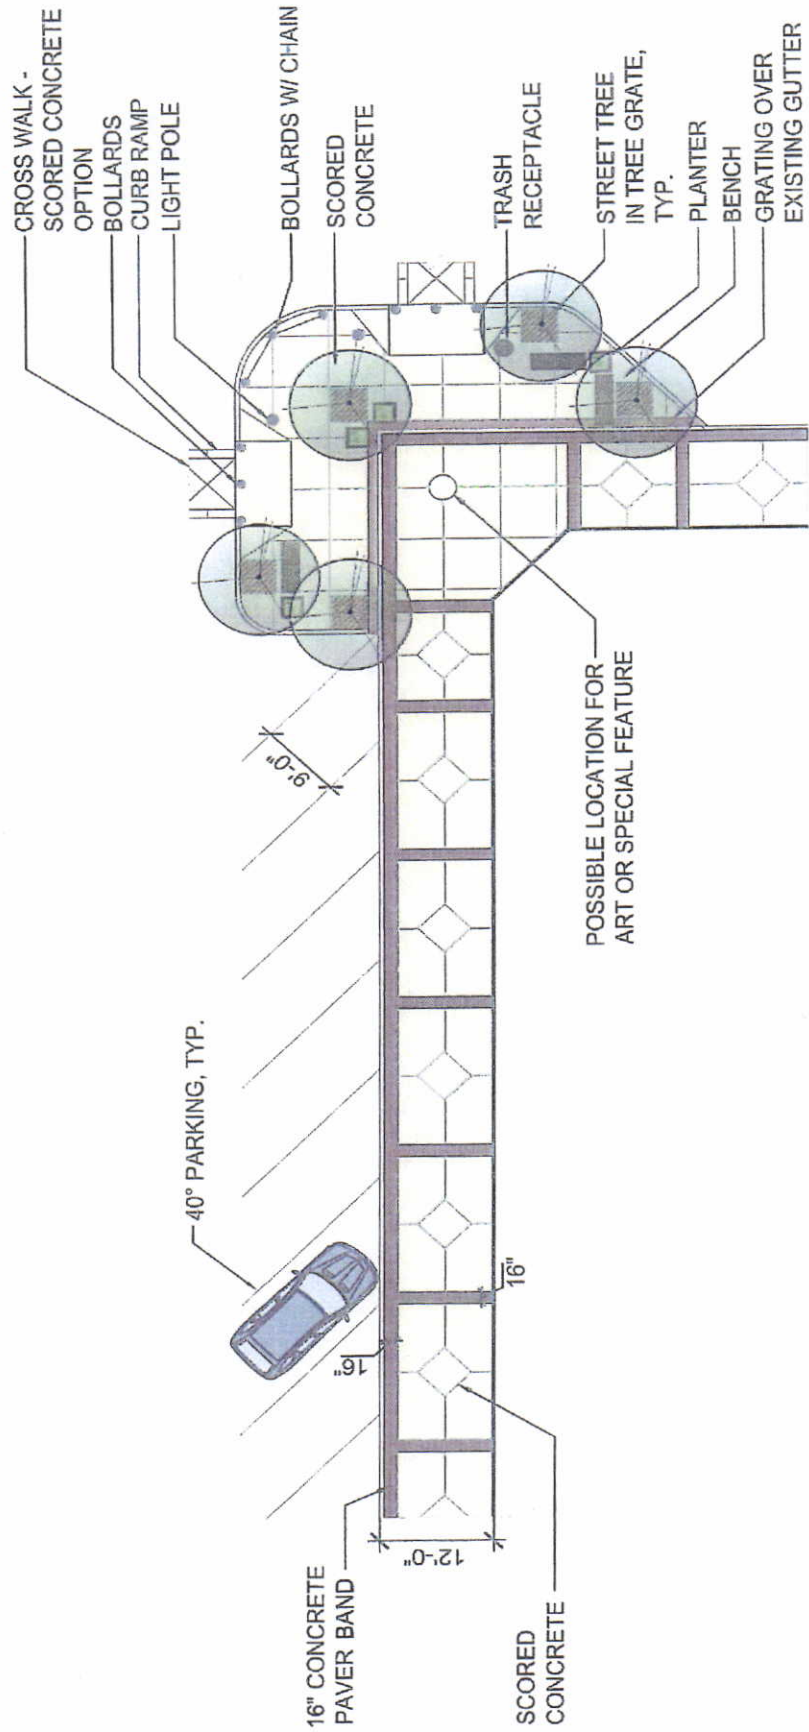 CROSS WALK -
SCORED CONCRETE
OPTION
BOLLARDS
CURB RAMP
LIGHT POLE
BOLLARDS W/ CHAIN
SCORED
CONCRETE
TRASH
RECEPTACLE
STREET TREE
IN TREE GRATE,
TYP.
PLANTER
BENCH
GRATING OVER
EXISTING GUTTER
9'-0"
POSSIBLE LOCATION FOR
ART OR SPECIAL FEATURE
40° PARKING, TYP.
16"
16"
12'-0"
16" CONCRETE
PAVER BAND
SCORED
CONCRETE